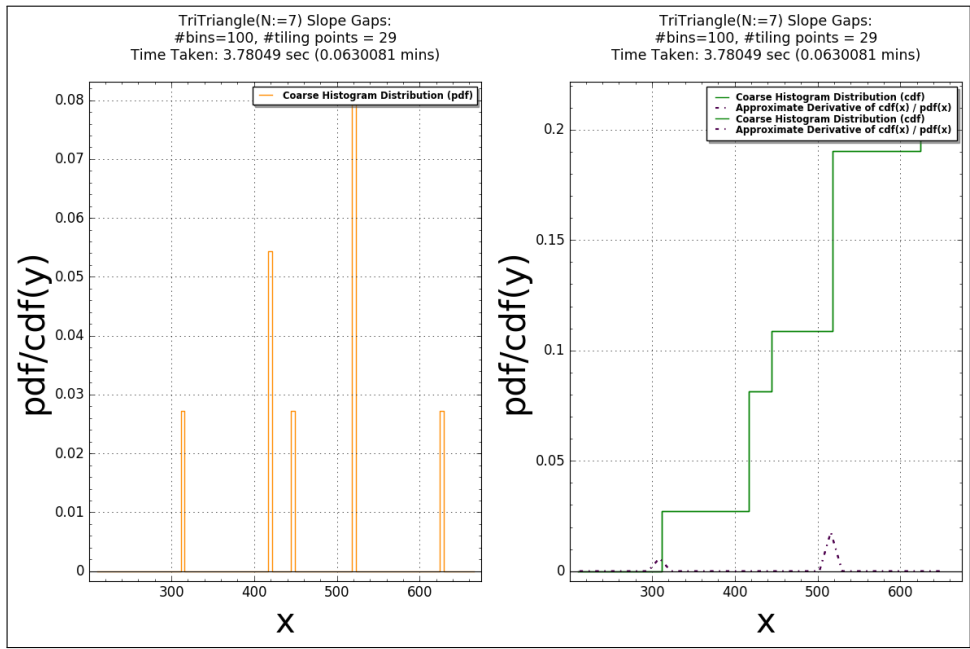 TriTriangle(N:=7) Slope Gaps:
#bins=100, #tiling points = 29
Time Taken: 3.78049 sec (0.0630081 mins)
Coarse Histogram Distribution (pdf)
0.08
0.07
0.06
0.05
0.04
0.03
0.02
0.01
0
pdf/cdf(y)
300 400 500 600
x
TriTriangle(N:=7) Slope Gaps:
#bins=100, #tiling points = 29
Time Taken: 3.78049 sec (0.0630081 mins)
Coarse Histogram Distribution (cdf)
Approximate Derivative of cdf(x) / pdf(x)
Coarse Histogram Distribution (cdf)
Approximate Derivative of cdf(x) / pdf(x)
0.2
0.15
0.1
0.05
0
pdf/cdf(y)
300 400 500 600
x